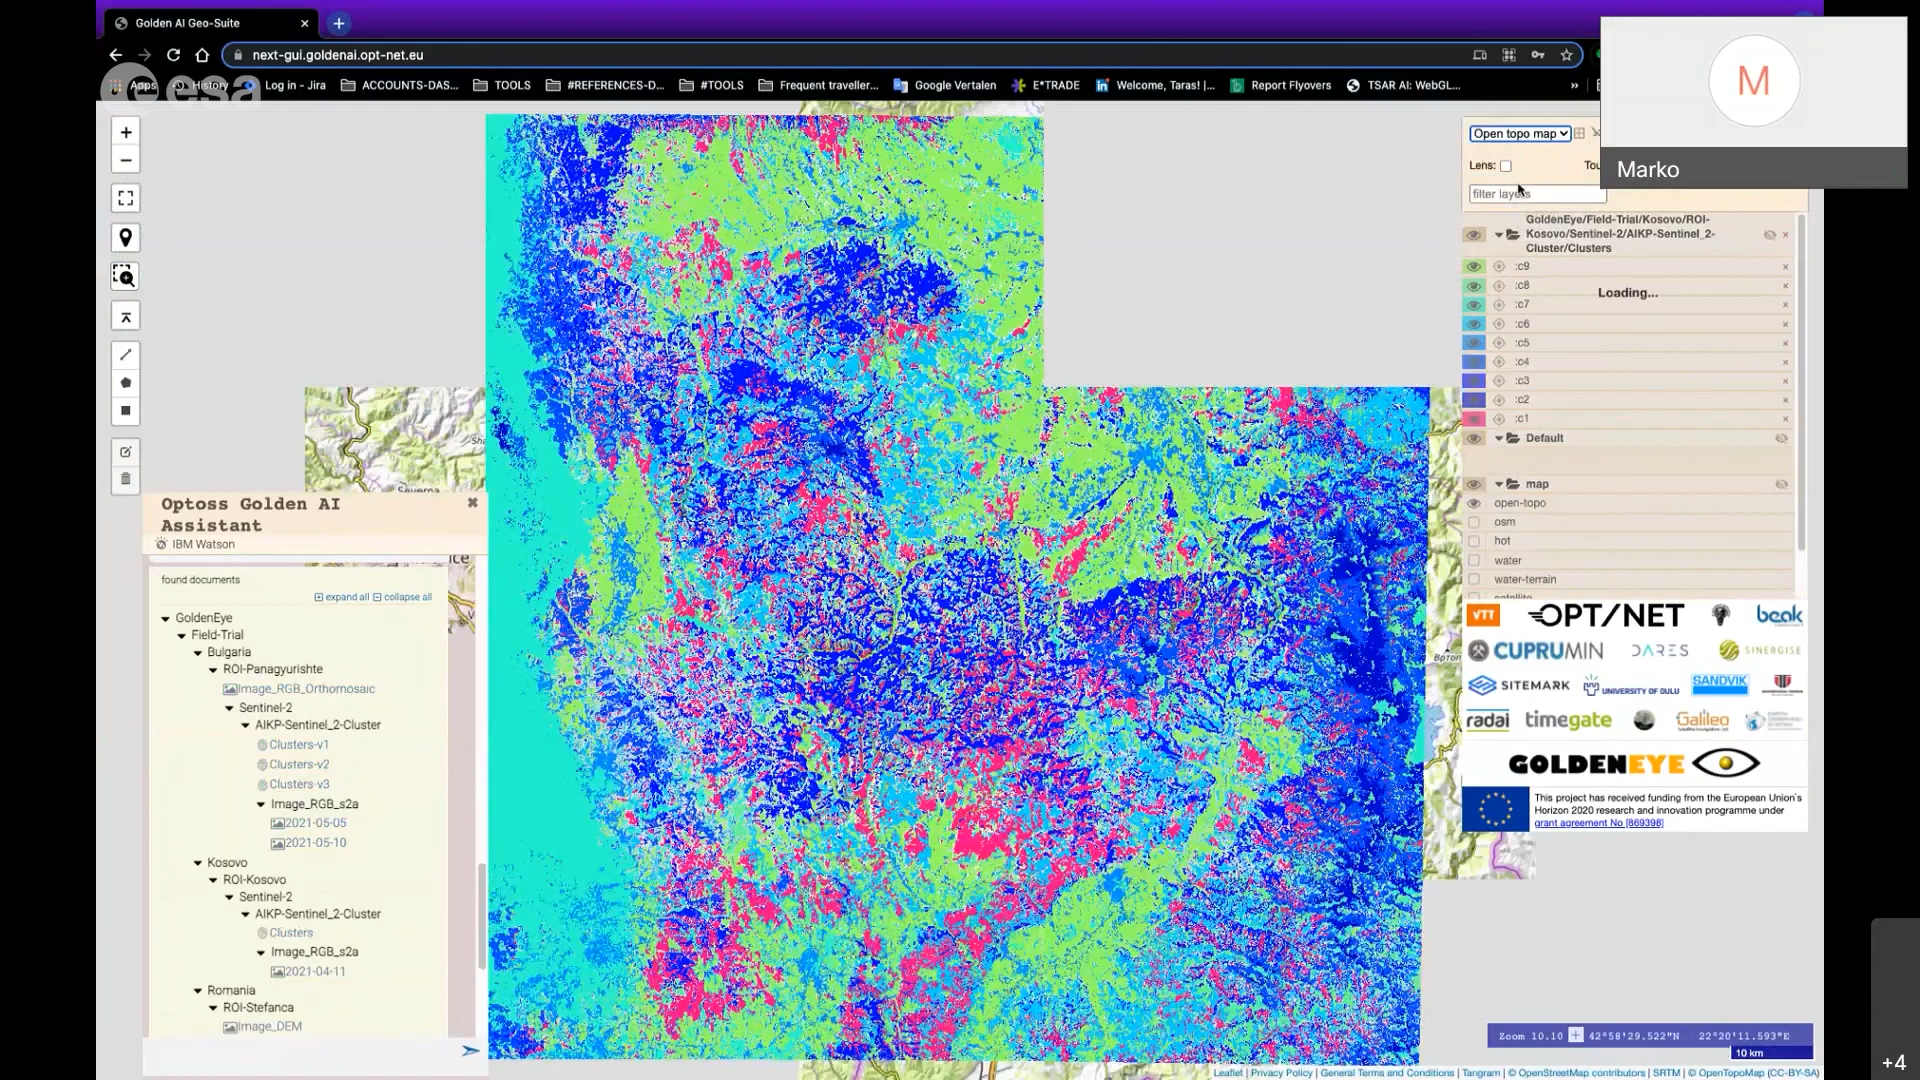 Golden AI Geo-Suite
next-gui.goldenai.opt-net.eu
esa
Apps
History
Log in - Jira
ACCOUNTS-DAS...
TOOLS
#REFERENCES-D...
#TOOLS
Frequent traveller...
Google Vertalen
E*TRADE
Welcome, Taras! |...
Report Flyovers
TSAR AI: WebGL...
»
M
Marko
+
−
Open topo map
Lens:
Tou
filter layers
GoldenEye/Field-Trial/Kosovo/ROI-
Kosovo/Sentinel-2/AIKP-Sentinel_2-
Cluster/Clusters
:c9
:c8
Loading...
:c7
:c6
:c5
:c4
:c3
:c2
:c1
Default
map
open-topo
osm
hot
water
water-terrain
satellite
Severna
Optoss Golden AI
Assistant
IBM Watson
found documents
expand all
collapse all
GoldenEye
Field-Trial
Bulgaria
ROI-Panagyurishte
Image_RGB_Orthomosaic
Sentinel-2
AIKP-Sentinel_2-Cluster
Clusters-v1
Clusters-v2
Clusters-v3
Image_RGB_s2a
2021-05-05
2021-05-10
Kosovo
ROI-Kosovo
Sentinel-2
AIKP-Sentinel_2-Cluster
Clusters
Image_RGB_s2a
2021-04-11
Romania
ROI-Stefanca
Image_DEM
VTT
OPT/NET
beak
CUPRUMIN
DARES
SINERGISE
SITEMARK
UNIVERSITY OF OULU
SANDVIK
radai
timegate
Galileo
GOLDENEYE
This project has received funding from the European Union`s
Horizon 2020 research and innovation programme under
grant agreement No [869398]
Zoom 10.10
42°58'29.522"N
22°20'11.593"E
10 km
Leaflet | Privacy Policy | General Terms and Conditions | Tangram | © OpenStreetMap contributors | SRTM | © OpenTopoMap (CC-BY-SA)
+4